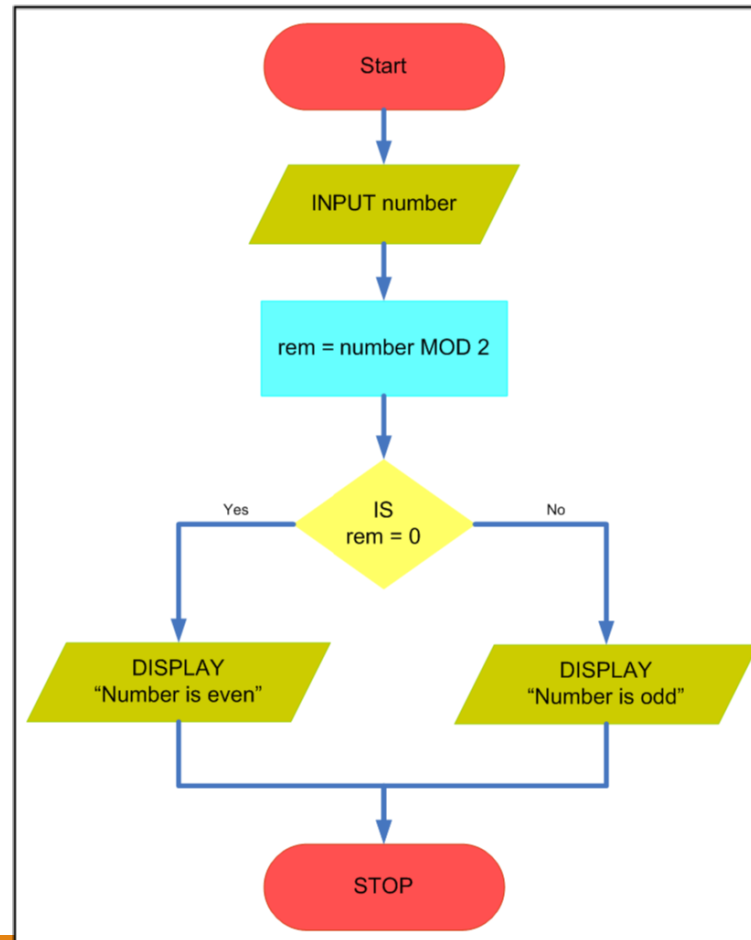 Start
INPUT number
rem = number MOD 2
IS
rem = 0
Yes
No
DISPLAY
“Number is even”
DISPLAY
“Number is odd”
STOP